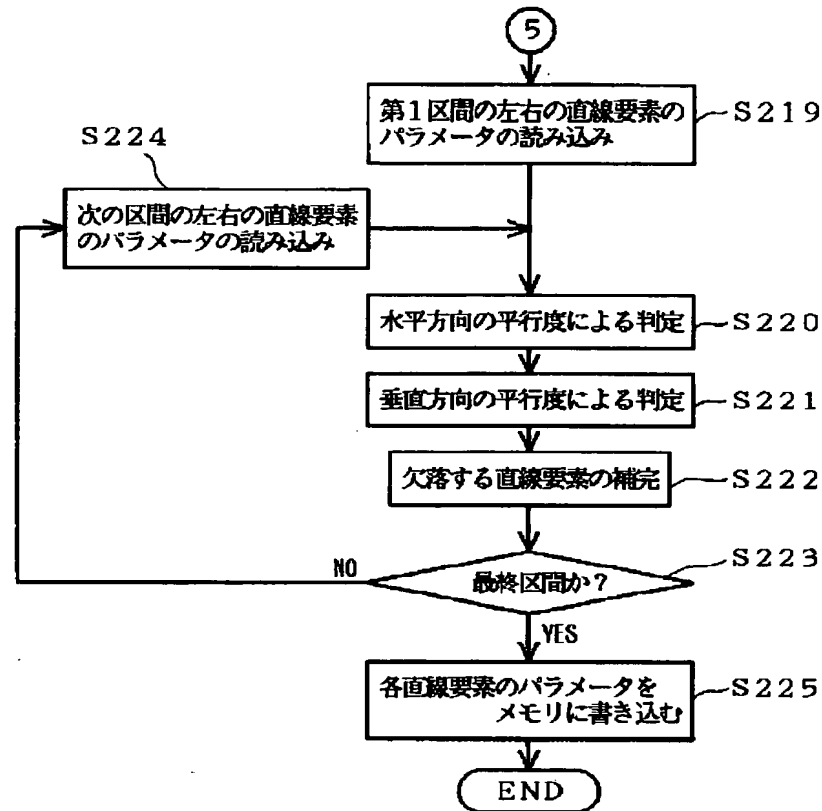 5
第1区間の左右の直線要素の
パラメータの読み込み
S219
S224
次の区間の左右の直線要素
のパラメータの読み込み
水平方向の平行度による判定
S220
垂直方向の平行度による判定
S221
欠落する直線要素の補完
S222
最終区間か？
S223
NO
YES
各直線要素のパラメータを
メモリに書き込む
S225
END